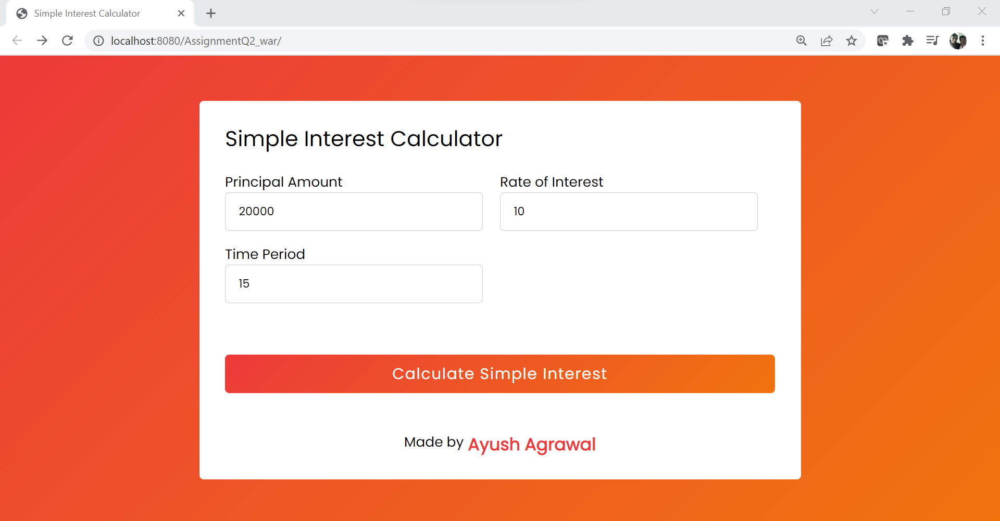 Simple Interest Calculator
localhost:8080/AssignmentQ2_war/
Simple Interest Calculator
Principal Amount
Rate of Interest
20000
10
Time Period
15
Calculate Simple Interest
Made by Ayush Agrawal